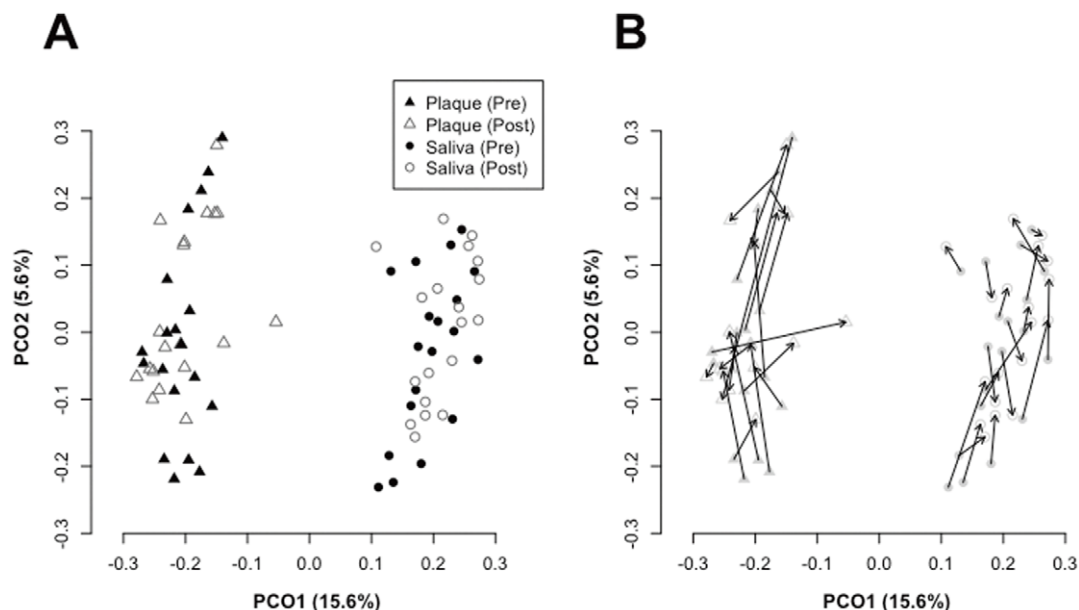 A
B
Plaque (Pre)
Plaque (Post)
Saliva (Pre)
Saliva (Post)
PCO2 (5.6%)
0.3
0.2
0.1
0.0
-0.1
-0.2
-0.3
-0.3
-0.2
-0.1
0.0
0.1
0.2
0.3
PCO1 (15.6%)
PCO2 (5.6%)
0.3
0.2
0.1
0.0
-0.1
-0.2
-0.3
-0.3
-0.2
-0.1
0.0
0.1
0.2
0.3
PCO1 (15.6%)